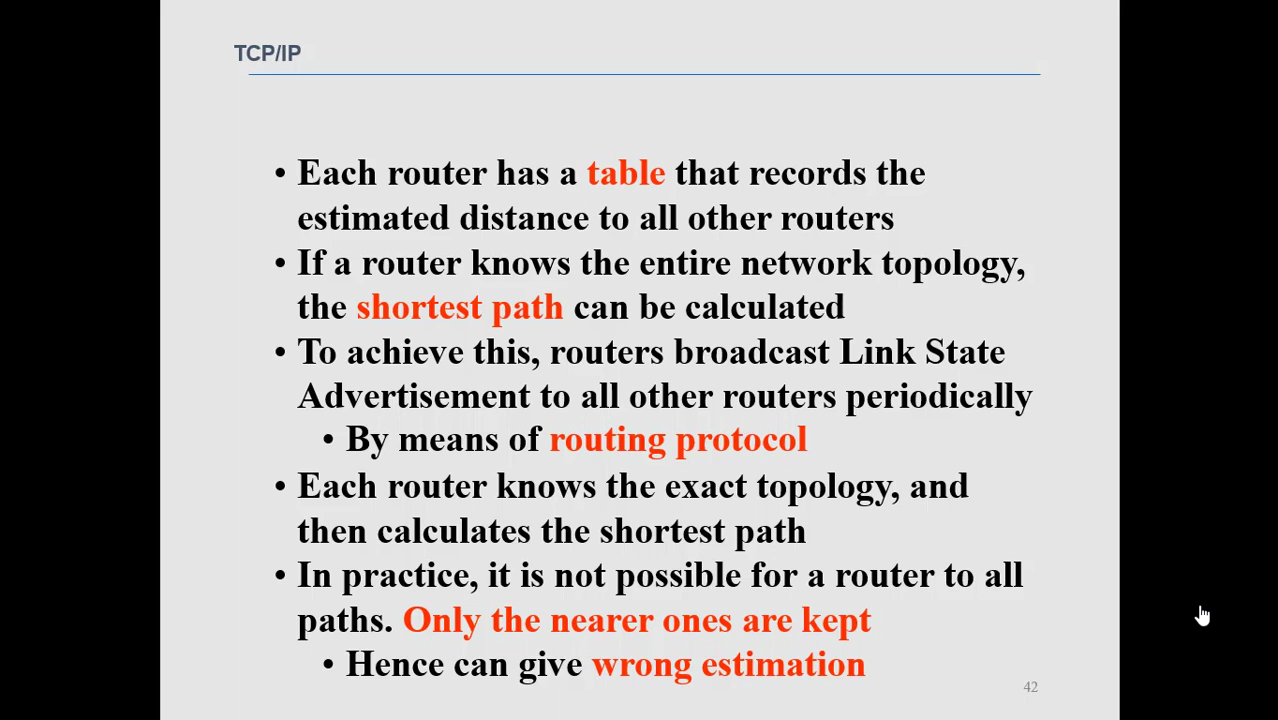 TCP/IP
• Each router has a table that records the
estimated distance to all other routers
• If a router knows the entire network topology,
the shortest path can be calculated
• To achieve this, routers broadcast Link State
Advertisement to all other routers periodically
• By means of routing protocol
• Each router knows the exact topology, and
then calculates the shortest path
• In practice, it is not possible for a router to all
paths. Only the nearer ones are kept
• Hence can give wrong estimation
42